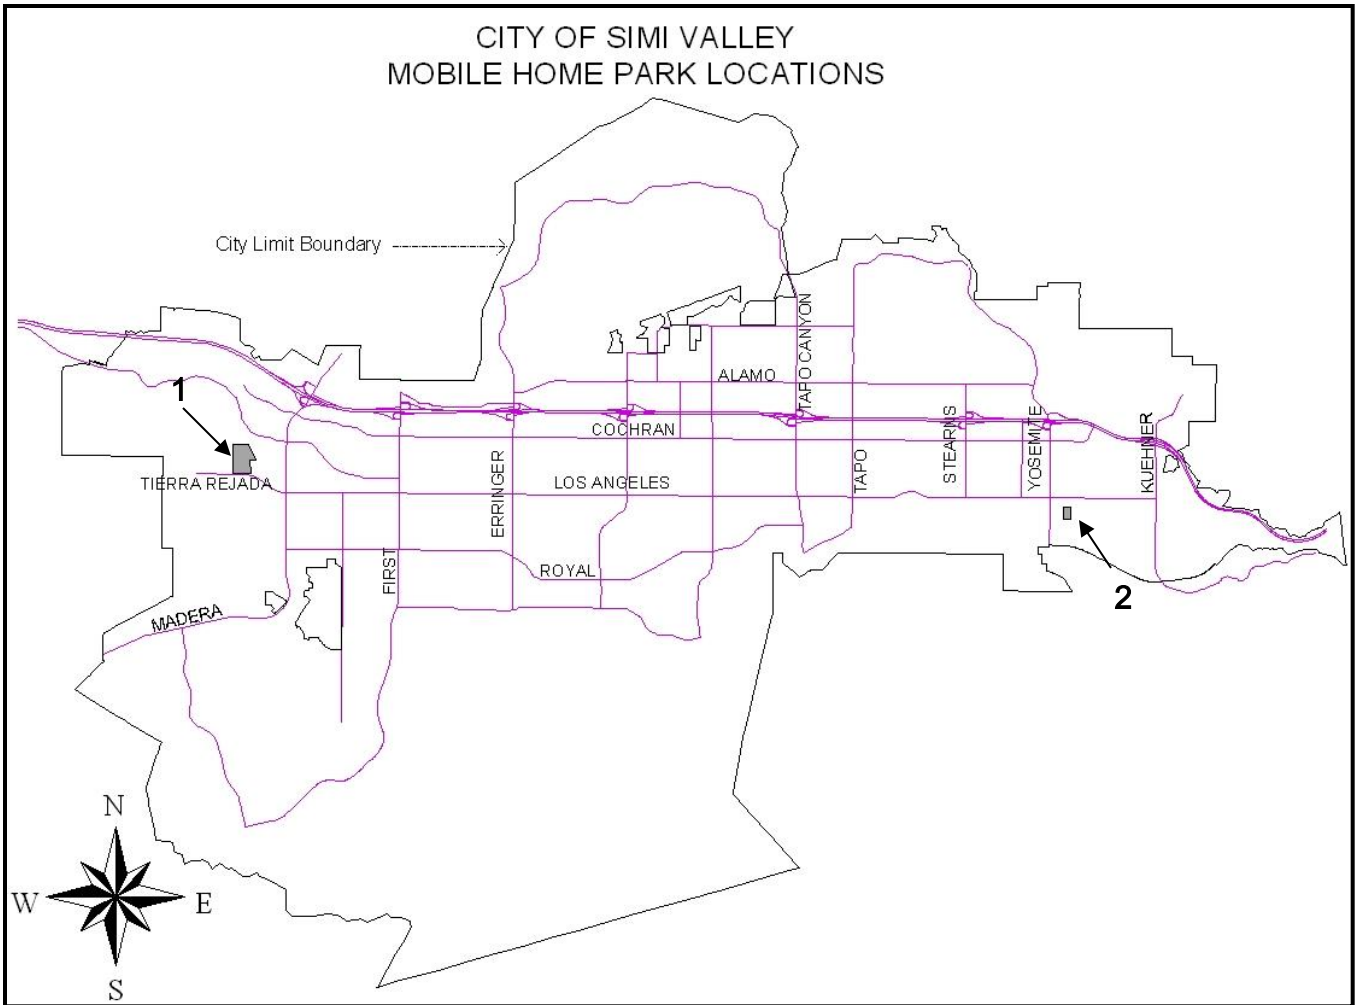 CITY OF SIMI VALLEY
MOBILE HOME PARK LOCATIONS
City Limit Boundary
TAPO CANYON
ALAMO
1
COCHRAN
STEARNS
YOSEMITE
KUEHNER
TIERRA REJADA
ERRINGER
LOS ANGELES
TAPO
FIRST
ROYAL
2
MADERA
N
W
E
S